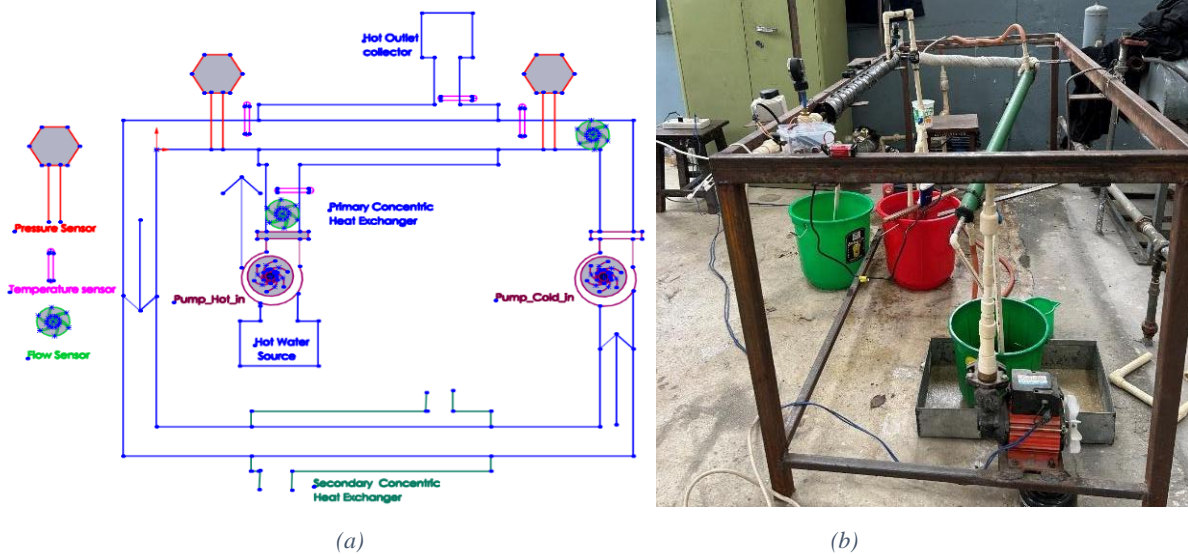 Hot Outlet
collector
Pressure Sensor
Temperature sensor
Flow Sensor
Primary Concentric
Heat Exchanger
Pump_Hot_in
Pump_Cold_in
Hot Water
Source
Secondary Concentric
Heat Exchanger
(a)
(b)